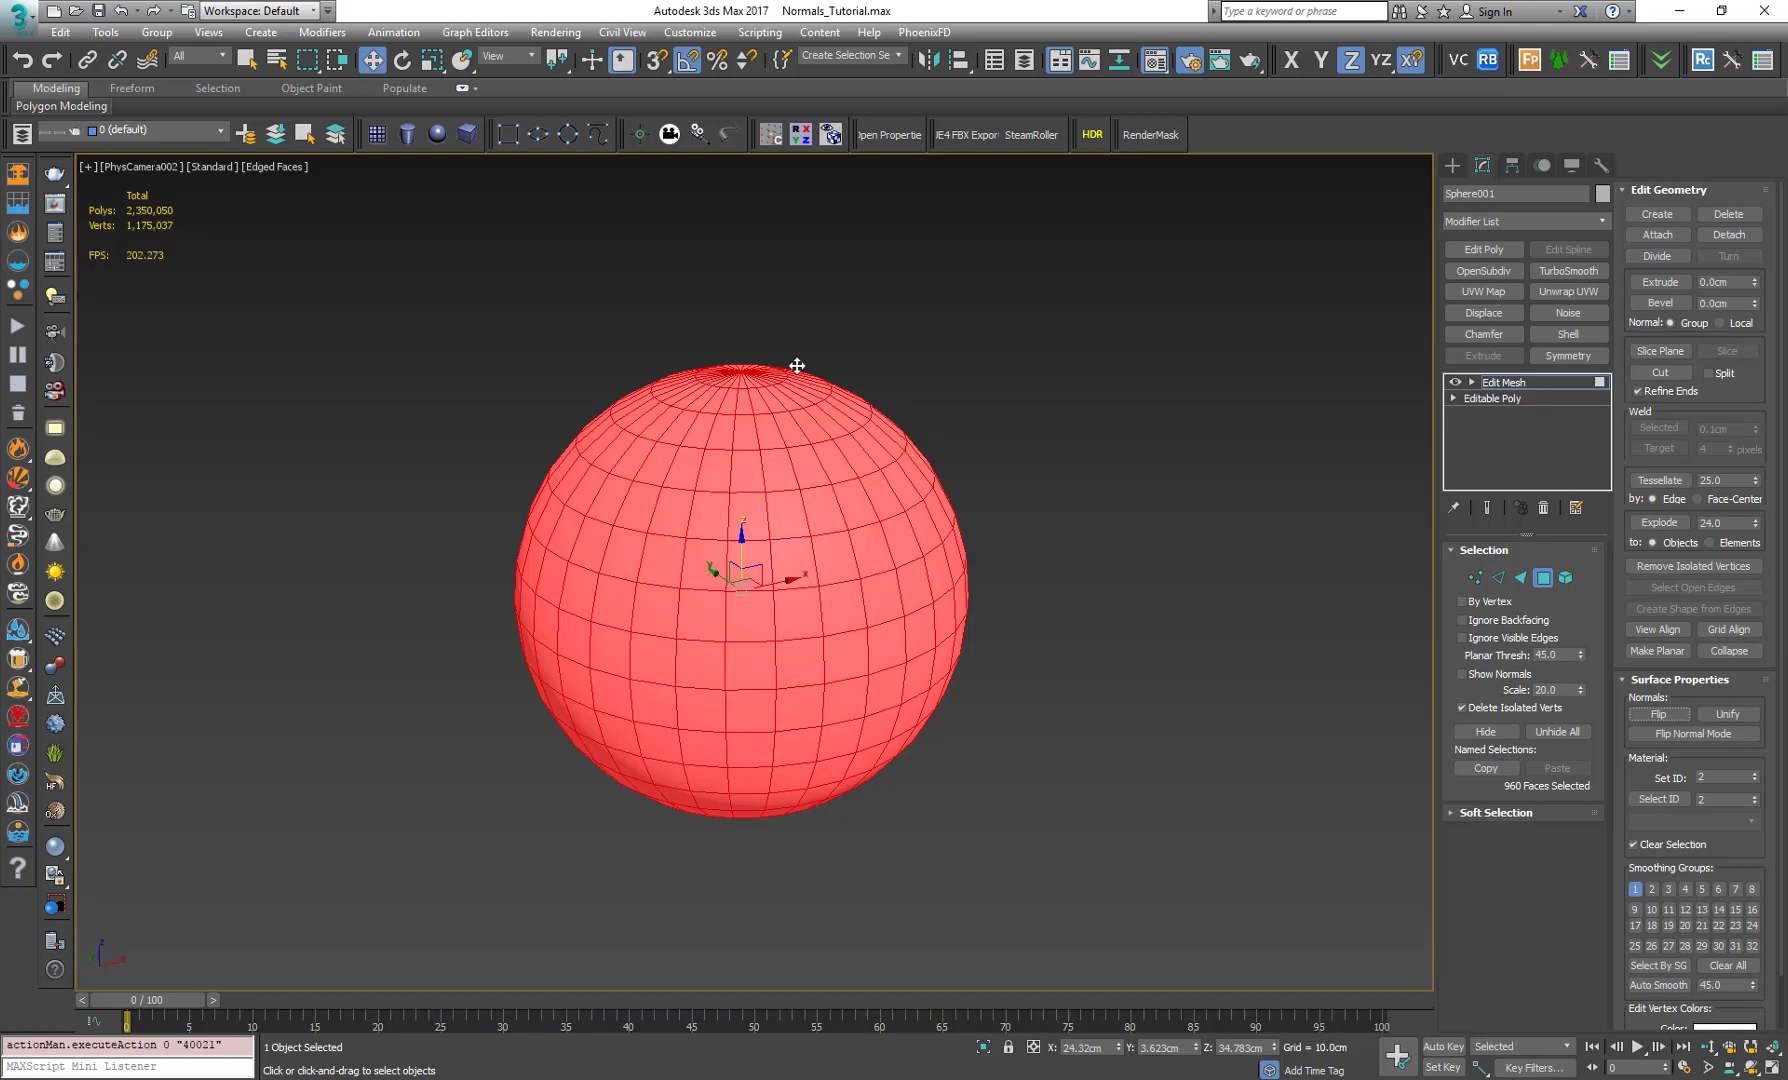 Workspace: Default
Autodesk 3ds Max 2017 Normals_Tutorial.max
Type a keyword or phrase
Sign In
Edit Tools Group Views Create Modifiers Animation Graph Editors Rendering Civil View Customize Scripting Content Help PhoenixFD
All
View
Create Selection Se
X Y Z YZ XY
VC RB
Fp
Rc
Modeling Freeform Selection Object Paint Populate
Polygon Modeling
0 (default)
Open Propertie JE4 FBX Expor SteamRoller HDR RenderMask
[+] [PhysCamera002] [Standard] [Edged Faces]
Total
Polys: 2,350,050
Verts: 1,175,037
FPS: 202.273
z
y
x
Sphere001
Modifier List
Edit Poly Edit Spline
OpenSubdiv TurboSmooth
UVW Map Unwrap UVW
Displace Noise
Chamfer Shell
Extrude Symmetry
Edit Mesh
Editable Poly
Selection
By Vertex
Ignore Backfacing
Ignore Visible Edges
Planar Thresh: 45.0
Show Normals
Scale: 20.0
Delete Isolated Verts
Hide Unhide All
Named Selections:
Copy Paste
960 Faces Selected
Soft Selection
Edit Geometry
Create Delete
Attach Detach
Divide Turn
Extrude 0.0cm
Bevel 0.0cm
Normal: Group Local
Slice Plane Slice
Cut Split
Refine Ends
Weld
Selected 0.1cm
Target 4 pixels
Tessellate 25.0
by: Edge Face-Center
Explode 24.0
to: Objects Elements
Remove Isolated Vertices
Select Open Edges
Create Shape from Edges
View Align Grid Align
Make Planar Collapse
Surface Properties
Normals:
Flip Unify
Flip Normal Mode
Material:
Set ID: 2
Select ID 2
Clear Selection
Smoothing Groups:
1 2 3 4 5 6 7 8
9 10 11 12 13 14 15 16
17 18 19 20 21 22 23 24
25 26 27 28 29 30 31 32
Select By SG Clear All
Auto Smooth 45.0
Edit Vertex Colors:
Color:
< 0 / 100 >
0 5 10 15 20 25 30 35 40 45 50 55 60 65 70 75 80 85 90 95 100
actionMan.executeAction 0 "40021"
MAXScript Mini Listener
1 Object Selected
Click or click-and-drag to select objects
X: 24.32cm Y: 3.623cm Z: 34.783cm Grid = 10.0cm
Add Time Tag
Auto Key Selected
Set Key Key Filters...
0